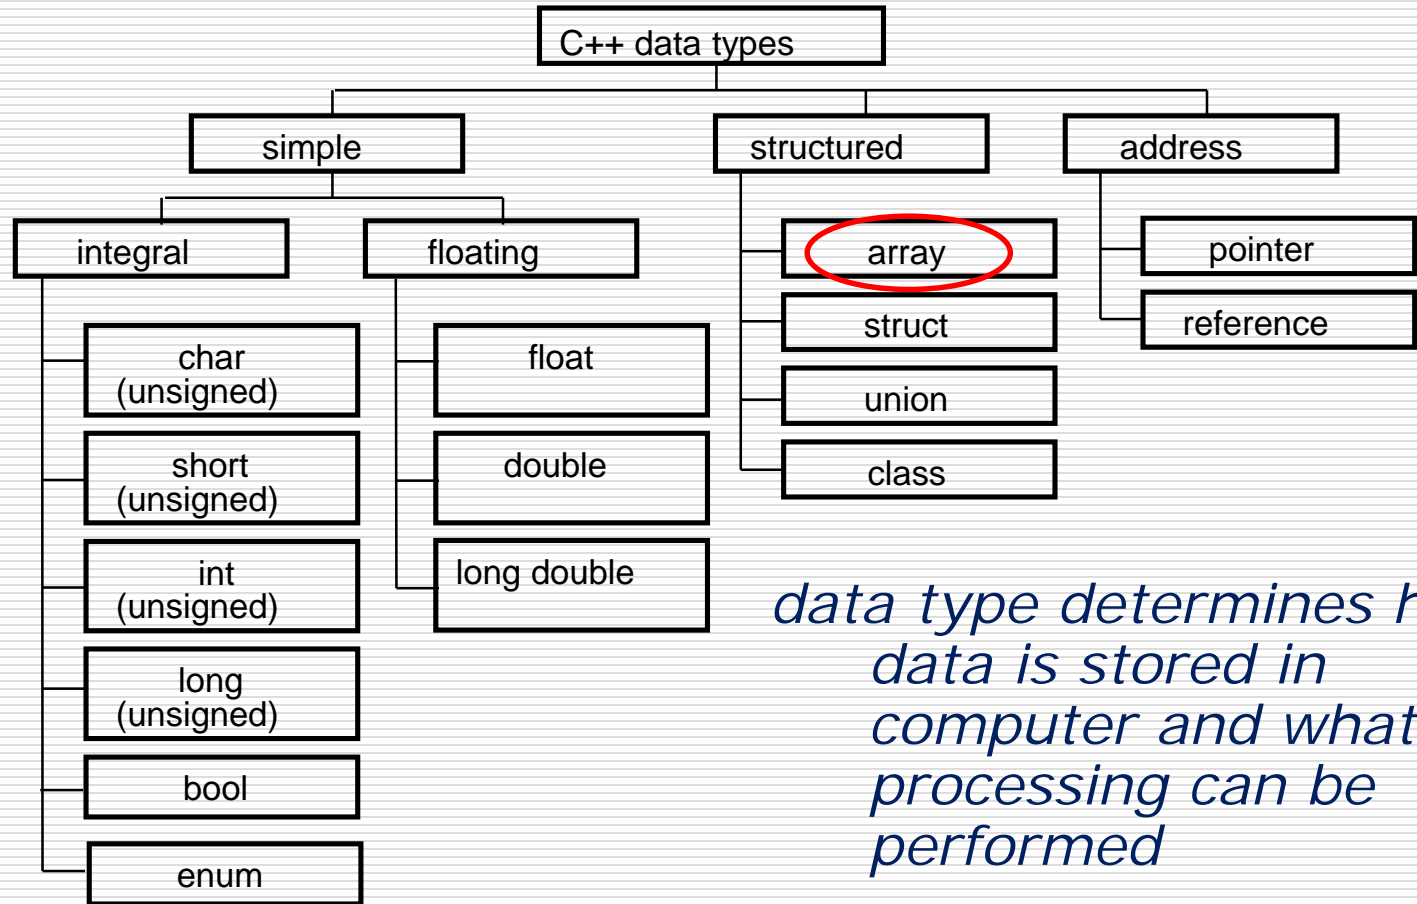 C++ data types
simple
structured
address
integral
floating
array
pointer
struct
reference
char
(unsigned)
float
union
short
(unsigned)
double
class
int
(unsigned)
long double
data type determines
data is stored in
computer and what
processing can be
performed
long
(unsigned)
bool
enum